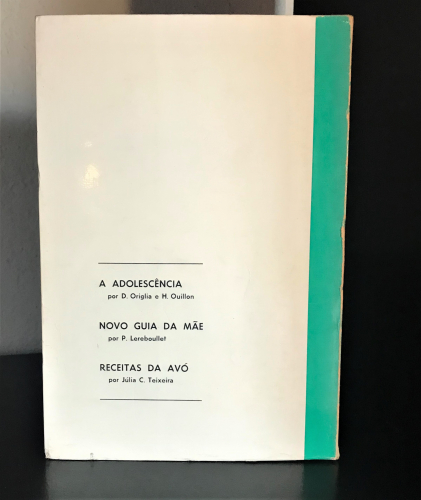 A ADOLESCÊNCIA
por D. Origlia e H. Ouillon
NOVO GUIA DA MÃE
por P. Lereboullet
RECEITAS DA AVÓ
por Júlia C. Teixeira